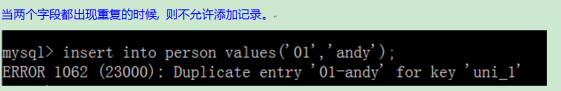 当两个字段都出现重复的时候，则不允许添加记录。
mysql> insert into person values('01','andy');
ERROR 1062 (23000): Duplicate entry '01-andy' for key 'uni_1'